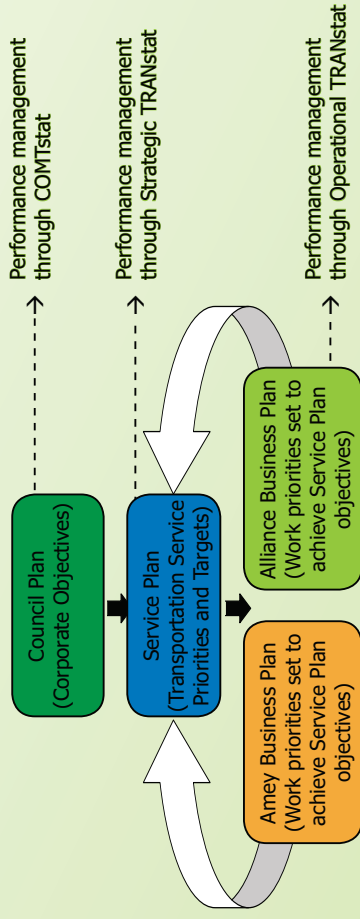 Council Plan
(Corporate Objectives)
Performance management
through COMTstat
Service Plan
(Transportation Service
Priorities and Targets)
Performance management
through Strategic TRANstat
Amey Business Plan
(Work priorities set to
achieve Service Plan
objectives)
Alliance Business Plan
(Work priorities set to
achieve Service Plan
objectives)
Performance management
through Operational TRANstat